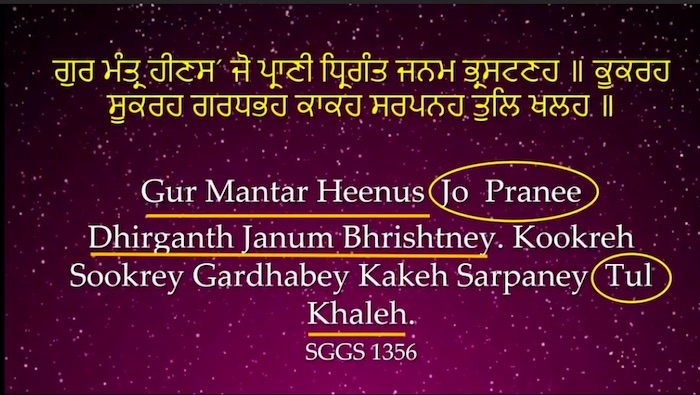 ਗੁਰ ਮੰਤ੍ਰ ਹੀਣਸੵ ਜੋ ਪ੍ਰਾਣੀ ਧ੍ਰਿਗੰਤ ਜਨਮ ਭ੍ਰਸਟਣਹ ॥ ਕੂਕਰਹ
ਸੂਕਰਹ ਗਰਧਭਹ ਕਾਕਹ ਸਰਪਨਹ ਤੁਲਿ ਖਲਹ ॥
Gur Mantar Heenus Jo Pranee
Dhirganth Janum Bhrishtney. Kookreh
Sookrey Gardhabey Kakeh Sarpaney Tul
Khaleh.
SGGS 1356